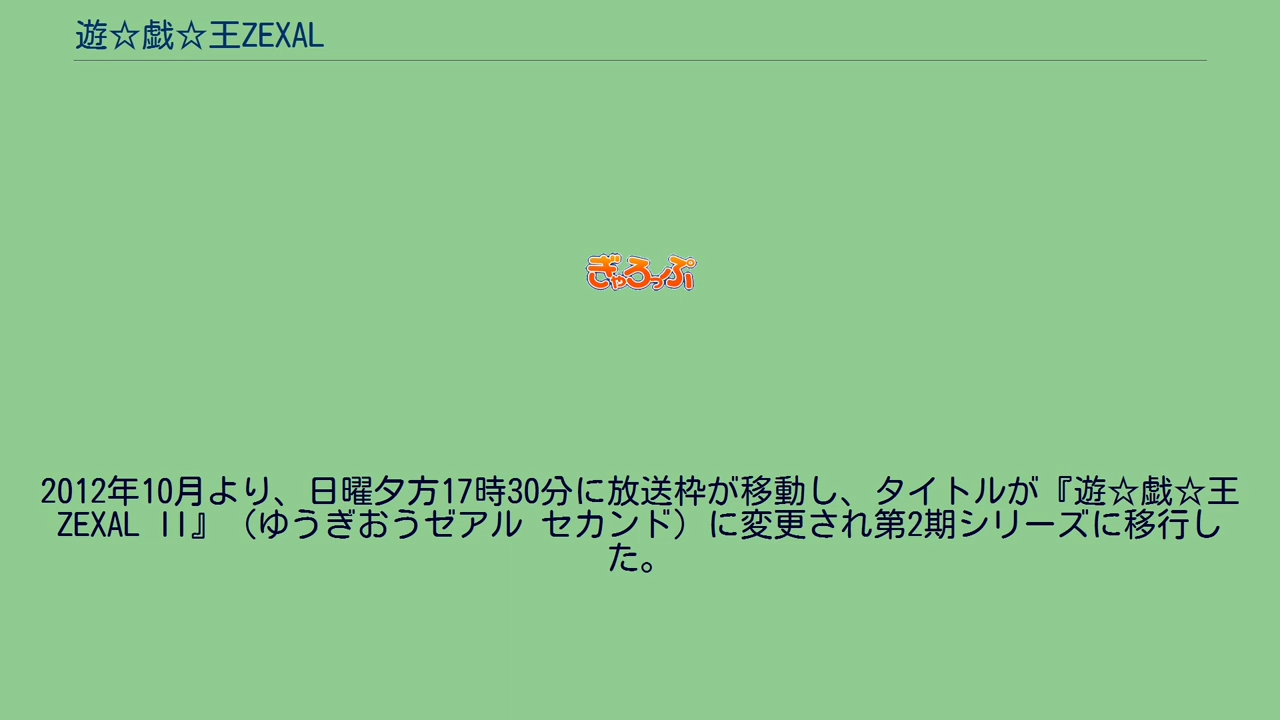 遊☆戯☆王ZEXAL
ぎゃろっぷ
2012年10月より、日曜夕方17時30分に放送枠が移動し、タイトルが『遊☆戯☆王
ZEXAL II』（ゆうぎおうゼアル セカンド）に変更され第2期シリーズに移行し
た。